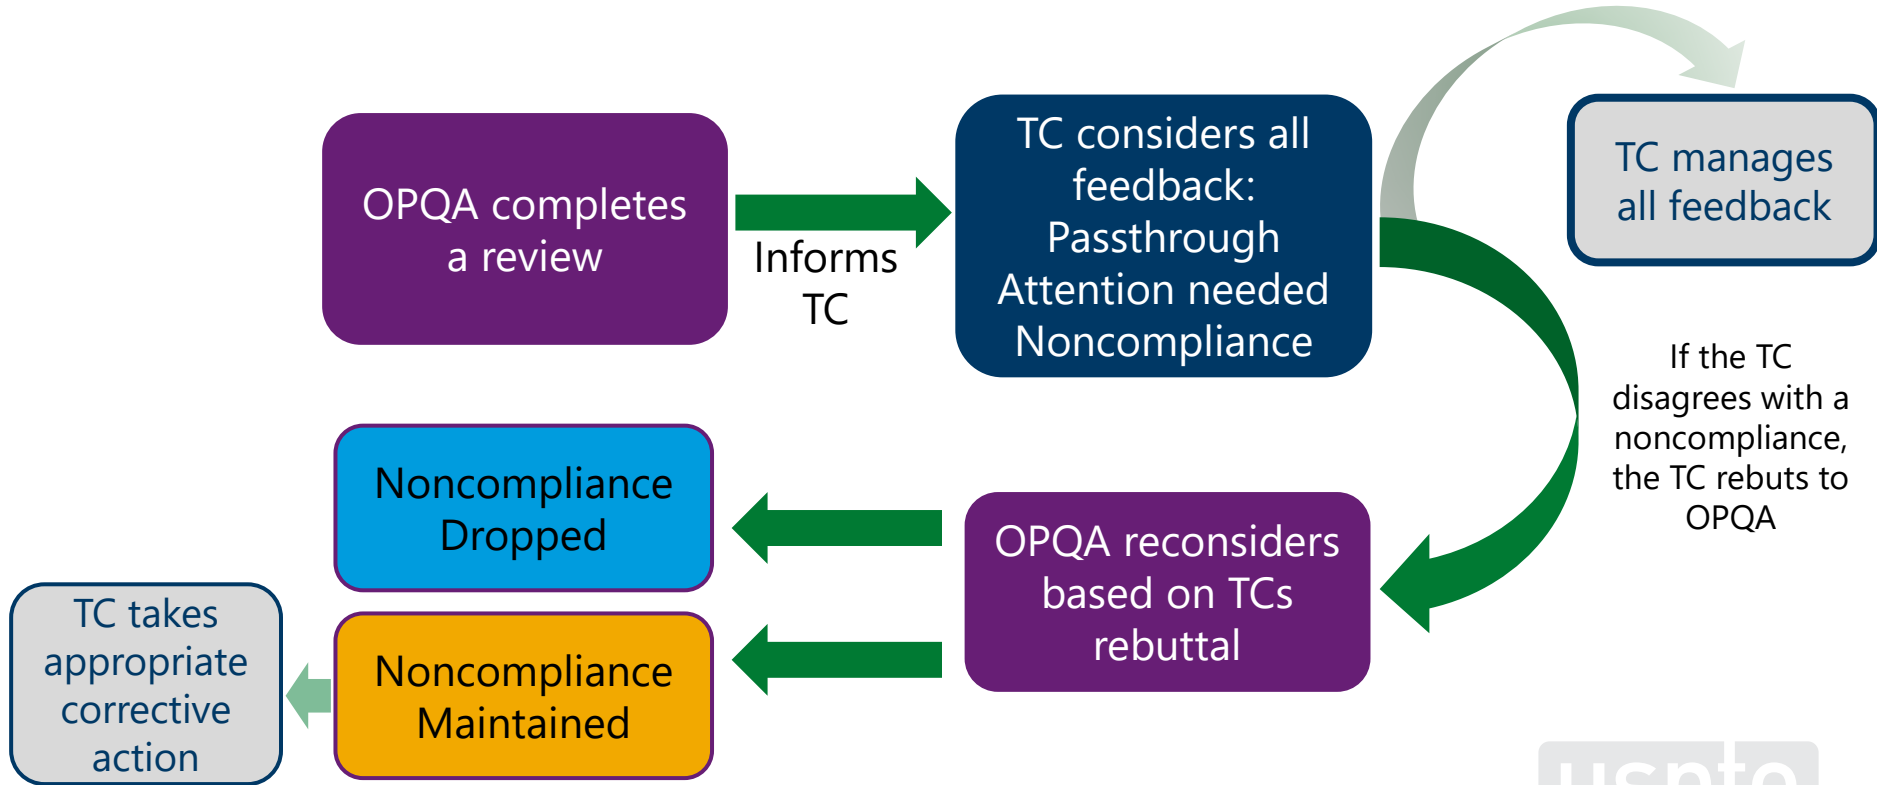 OPQA completes
a review
Informs
TC
TC considers all
feedback:
Passthrough
Attention needed
Noncompliance
TC manages
all feedback
If the TC
disagrees with a
noncompliance,
the TC rebuts to
OPQA
OPQA reconsiders
based on TCs
rebuttal
Noncompliance
Dropped
Noncompliance
Maintained
TC takes
appropriate
corrective
action
uspto